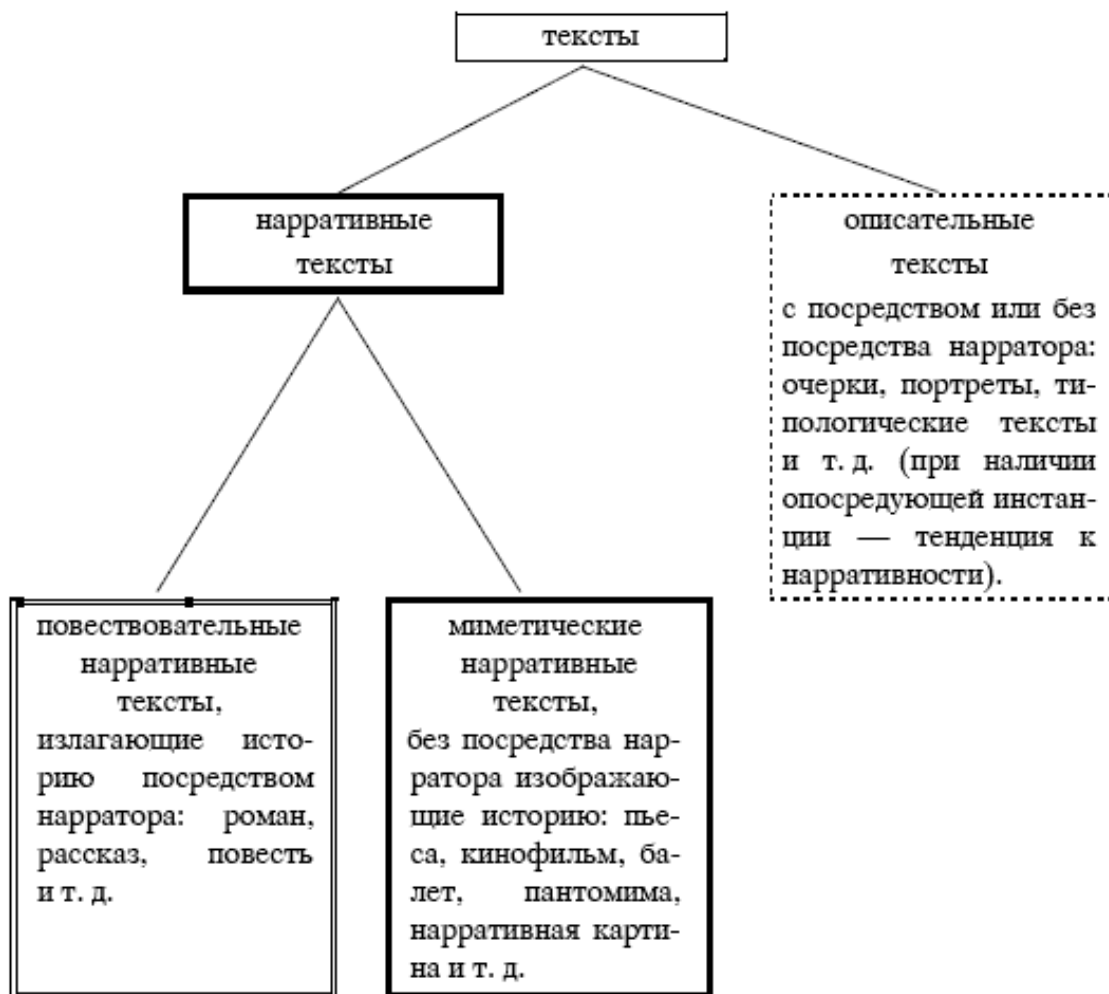 тексты
нарративные
тексты
описательные
тексты
с посредством или без
посредства нарратора:
очерки, портреты, ти-
пологические тексты
и т. д. (при наличии
опосредующей инстан-
ции — тенденция к
нарративности).
повествовательные
нарративные
тексты,
излагающие исто-
рию посредством
нарратора: роман,
рассказ, повесть
и т. д.
миметические
нарративные
тексты,
без посредства нар-
ратора изображаю-
щие историю: пье-
са, кинофильм, ба-
лет, пантомима,
нарративная карти-
на и т. д.